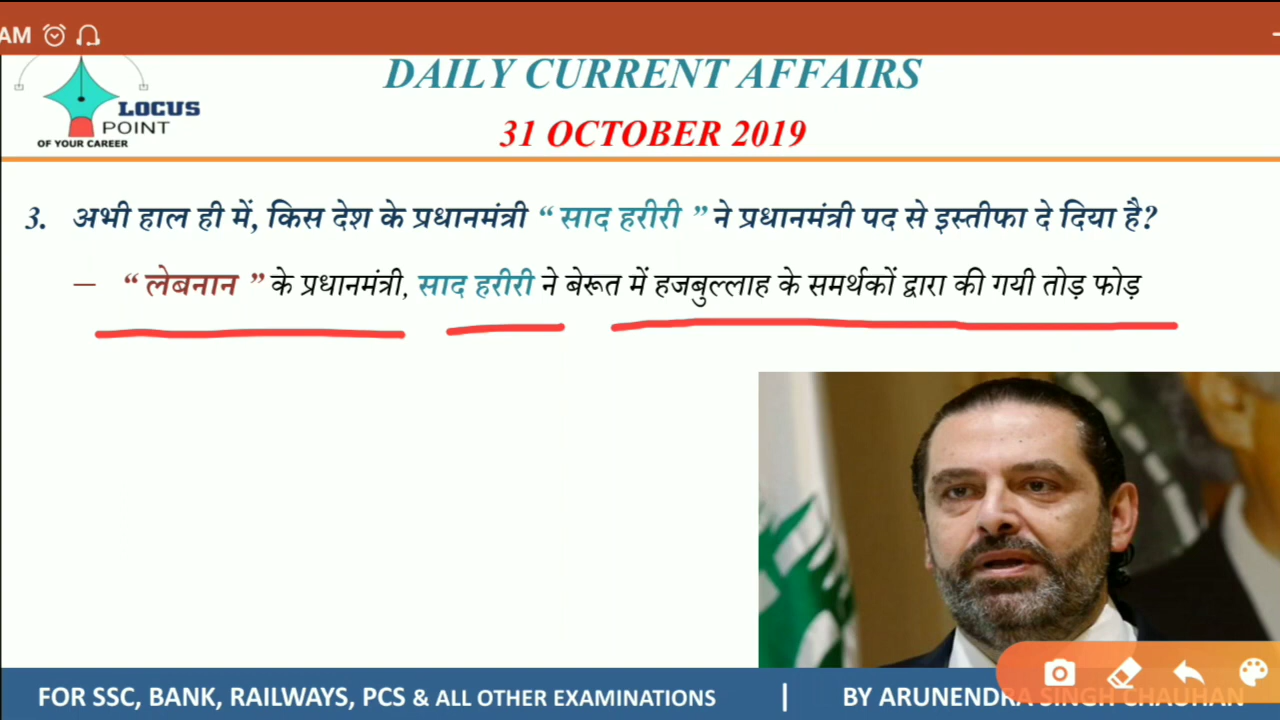 AM
DAILY CURRENT AFFAIRS
LOCUS
POINT
OF YOUR CAREER
31 OCTOBER 2019
3. अभी हाल ही में, किस देश के प्रधानमंत्री “ साद हरीरी ” ने प्रधानमंत्री पद से इस्तीफा दे दिया है?
– “ लेबनान ” के प्रधानमंत्री, साद हरीरी ने बेरूत में हजबुल्लाह के समर्थकों द्वारा की गयी तोड़ फोड़
FOR SSC, BANK, RAILWAYS, PCS & ALL OTHER EXAMINATIONS | BY ARUNENDRA SINGH CHAUHAN